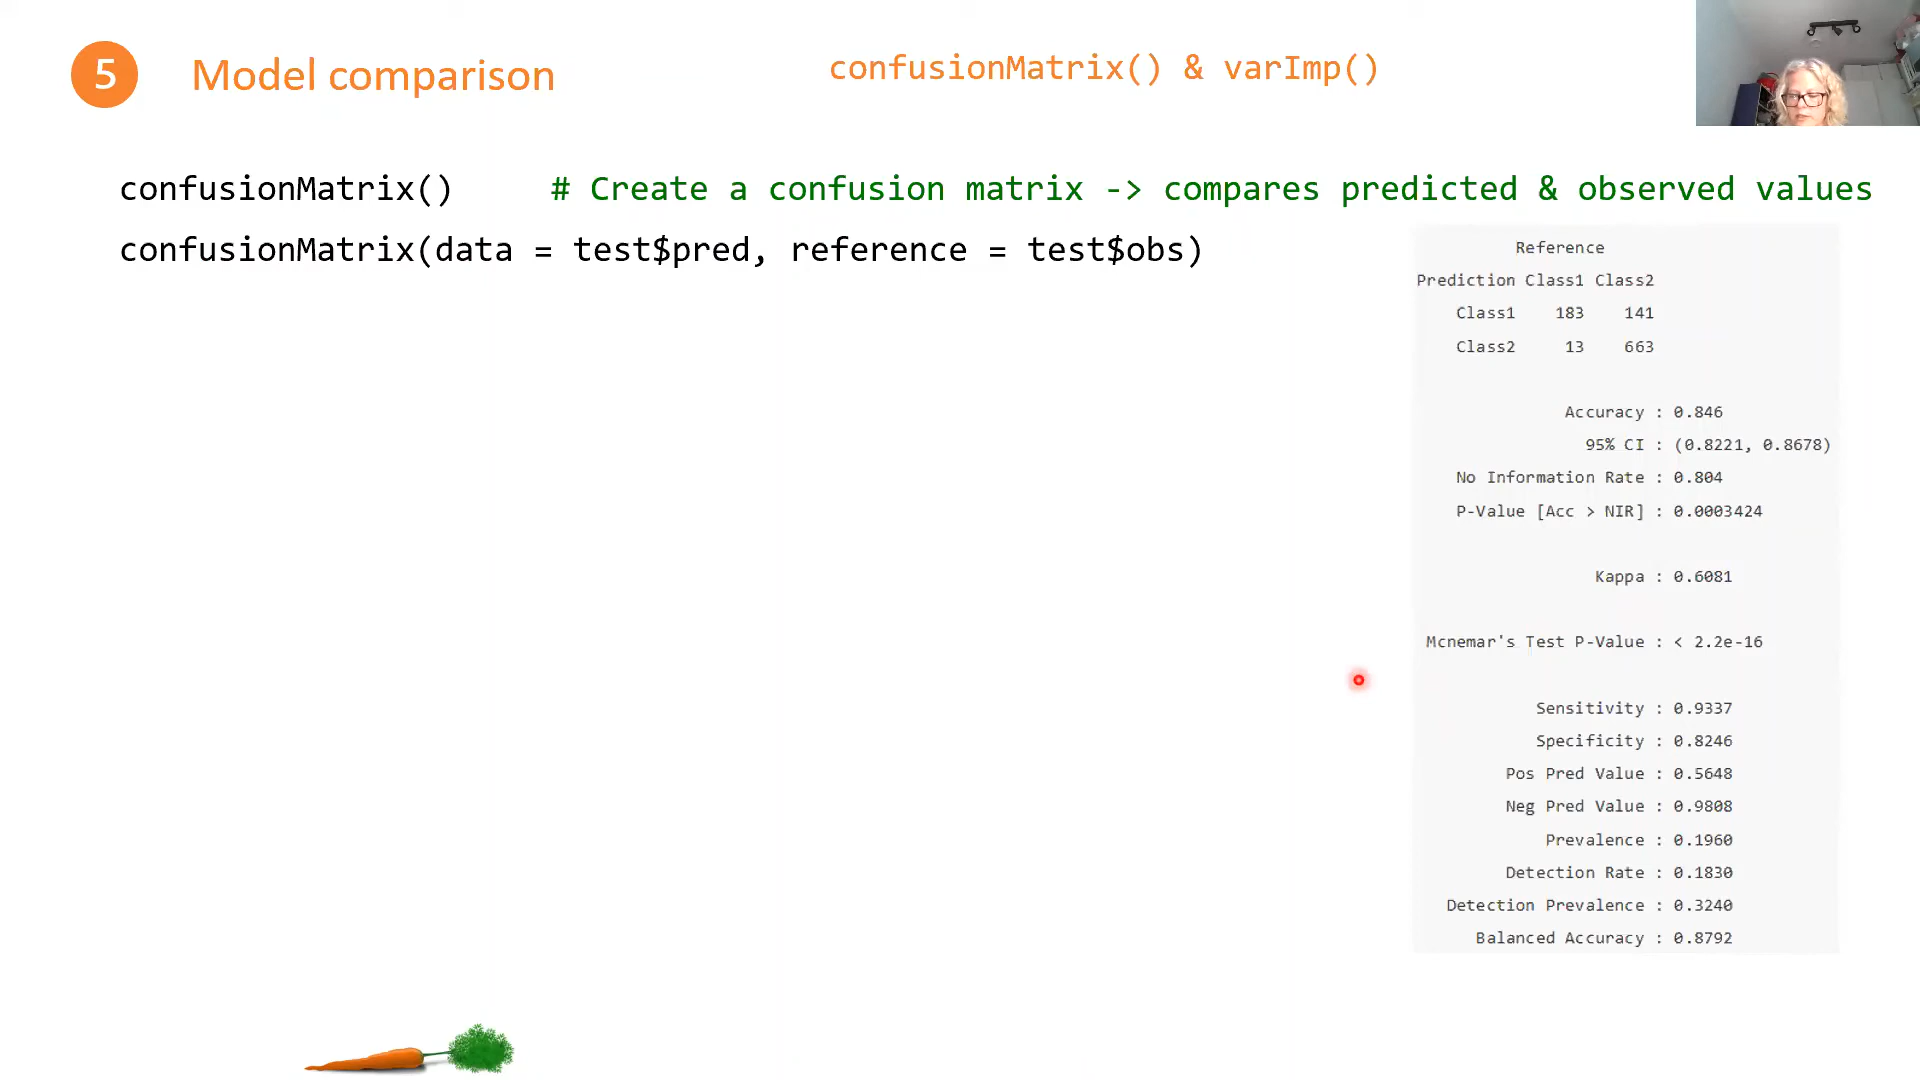 5 Model comparison
confusionMatrix() & varImp()
confusionMatrix() # Create a confusion matrix -> compares predicted & observed values
confusionMatrix(data = test$pred, reference = test$obs)
Reference
Prediction Class1 Class2
Class1 183 141
Class2 13 663
Accuracy : 0.846
95% CI : (0.8221, 0.8678)
No Information Rate : 0.804
P-Value [Acc > NIR] : 0.0003424
Kappa : 0.6081
Mcnemar's Test P-Value : < 2.2e-16
Sensitivity : 0.9337
Specificity : 0.8246
Pos Pred Value : 0.5648
Neg Pred Value : 0.9808
Prevalence : 0.1960
Detection Rate : 0.1830
Detection Prevalence : 0.3240
Balanced Accuracy : 0.8792